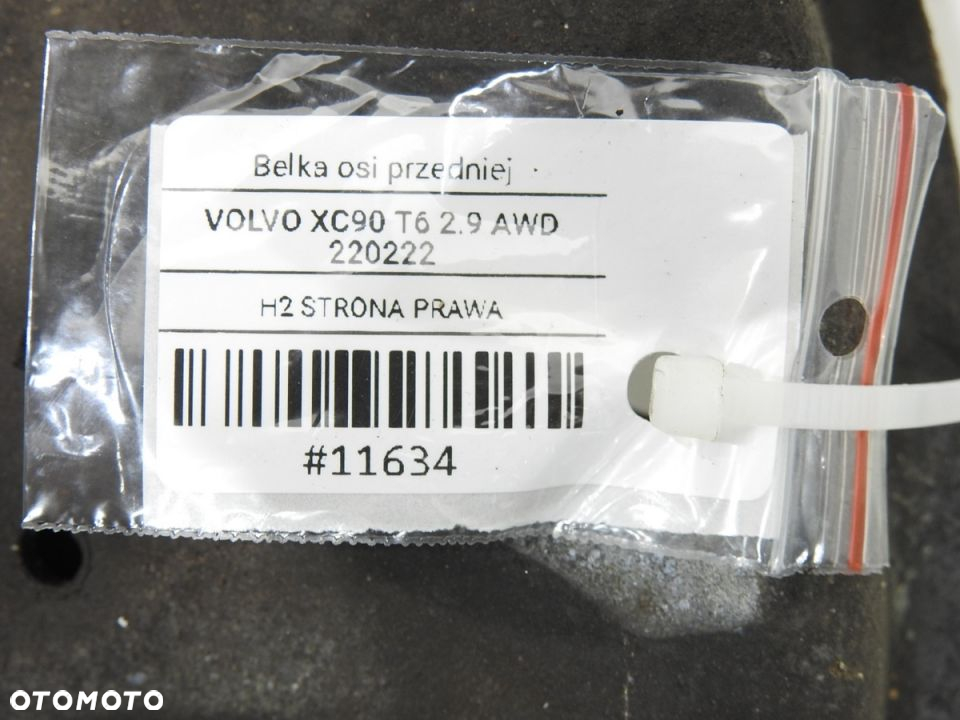 Belka osi przedniej
VOLVO XC90 T6 2.9 AWD
220222
H2 STRONA PRAWA
#11634
OTOMOTO